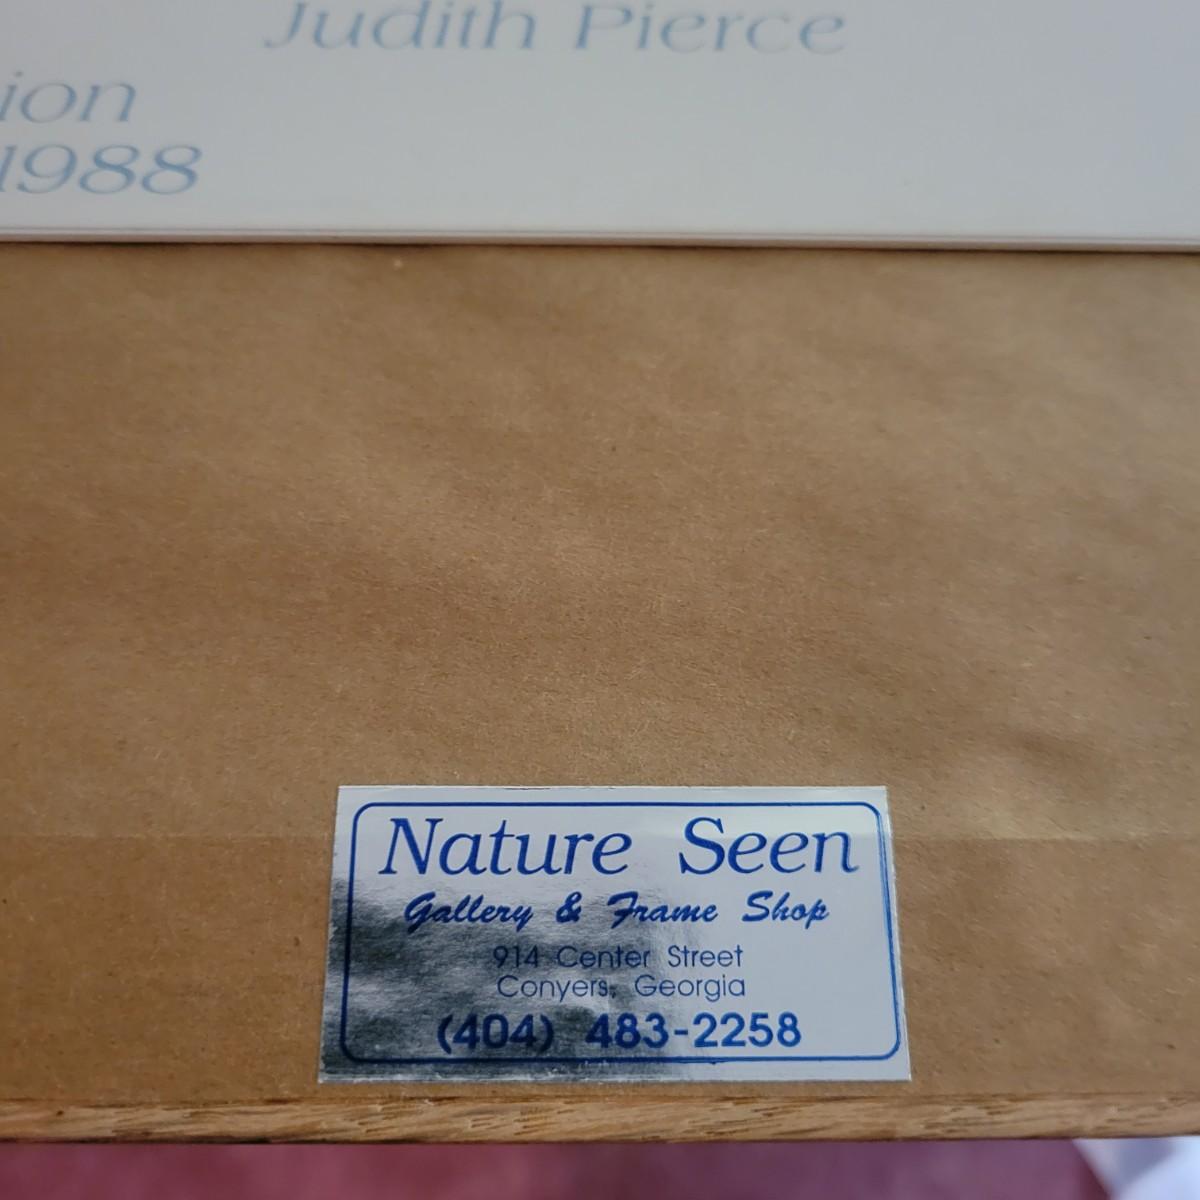 Judith Pierce
ion
1988
Nature Seen
Gallery & Frame Shop
914 Center Street
Conyers, Georgia
(404) 483-2258